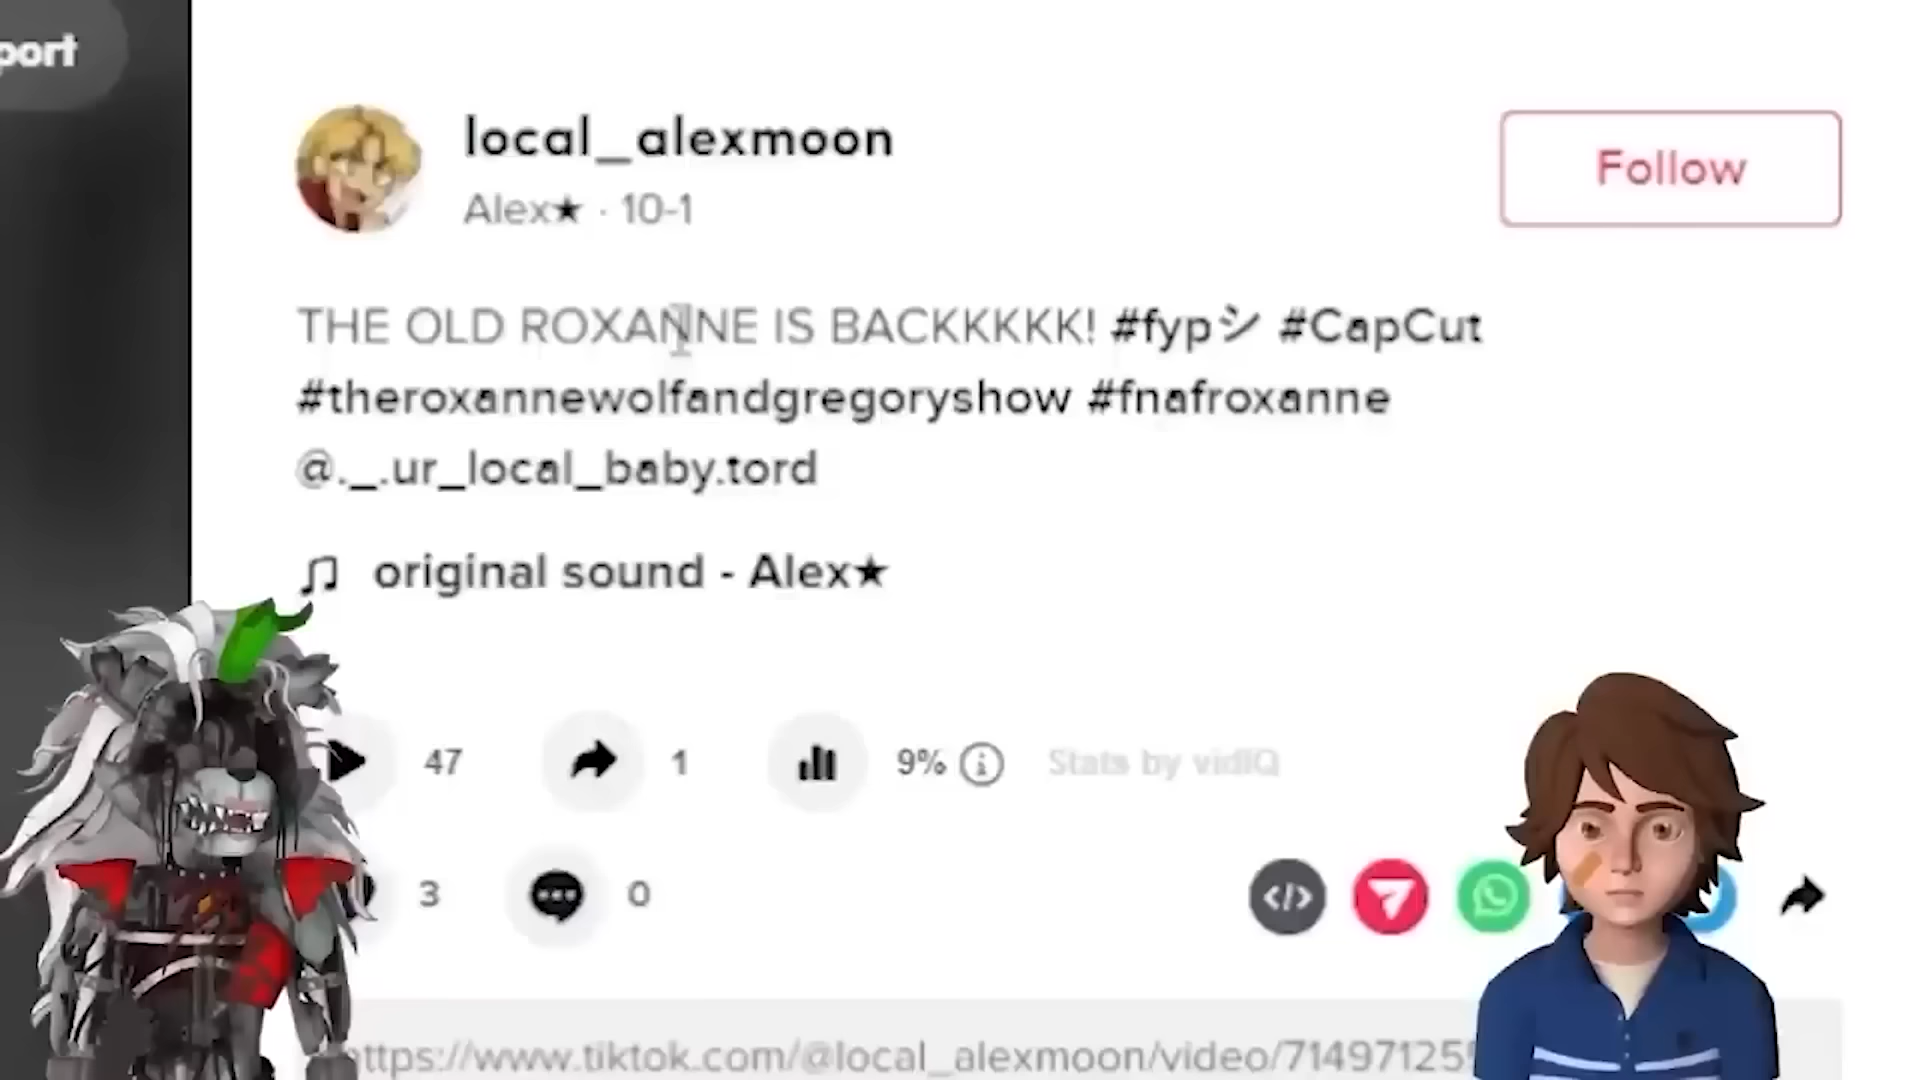 port
local_alexmoon
Follow
Alex★ · 10-1
THE OLD ROXANNE IS BACKKKKK! #fypシ #CapCut
#theroxannewolfandgregoryshow #fnafroxanne
@._.ur_local_baby.tord
original sound - Alex★
47 1 9% Stats by vidIQ
3 0
ttps://www.tiktok.com/@local_alexmoon/video/71497125